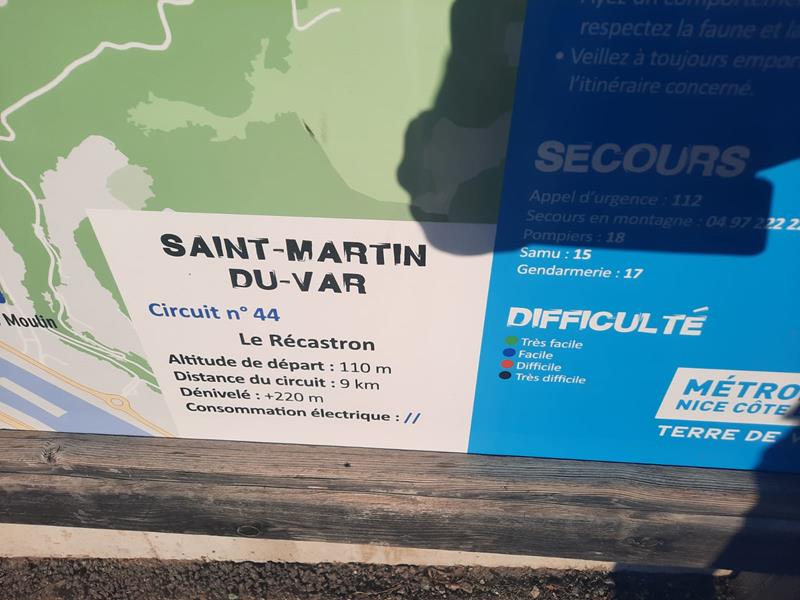 Moulin
SAINT-MARTIN
DU-VAR
Circuit n° 44
Le Récastron
Altitude de départ : 110 m
Distance du circuit : 9 km
Dénivelé : +220 m
Consommation électrique : //
respectez la faune et la
• Veillez à toujours empor
l'itinéraire concerné.
SECOURS
Appel d'urgence : 112
Secours en montagne : 04 97 222 22
Pompiers : 18
Samu : 15
Gendarmerie : 17
DIFFICULTÉ
Très facile
Facile
Difficile
Très difficile
MÉTRO
NICE CÔTE
TERRE DE